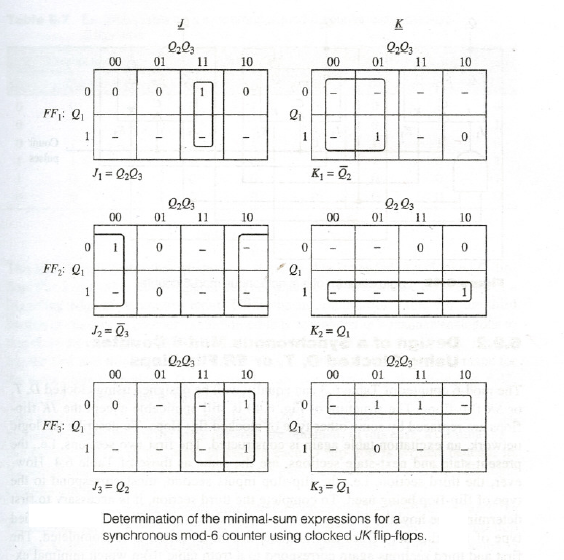 J K
Q₂Q₃ Q₂Q₃
00 01 11 10 00 01 11 10
0 0 0 1 0 0 – – – –
FF₁: Q₁ Q₁
1 – – – – 1 – 1 – 0
J₁ = Q₂Q₃ K₁ = Q̅₂
Q₂Q₃ Q₂Q₃
00 01 11 10 00 01 11 10
0 1 0 – – 0 – – 0 0
FF₂: Q₁ Q₁
1 – 0 – – 1 – – – 1
J₂ = Q̅₃ K₂ = Q₁
Q₂Q₃ Q₂Q₃
00 01 11 10 00 01 11 10
0 0 – – 1 0 – 1 1 –
FF₃: Q₁ Q₁
1 – – – 1 1 – 0 – –
J₃ = Q₂ K₃ = Q̅₁
Determination of the minimal-sum expressions for a
synchronous mod-6 counter using clocked JK flip-flops.